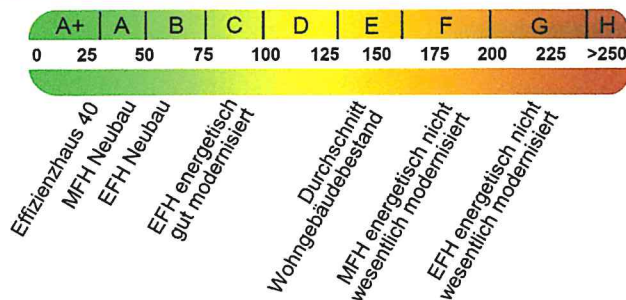 A+ A B C D E F G H
0 25 50 75 100 125 150 175 200 225 >250
Effizienzhaus 40
MFH Neubau
EFH Neubau
EFH energetisch
gut modernisiert
Durchschnitt
Wohngebäudebestand
MFH energetisch nicht
wesentlich modernisiert
EFH energetisch nicht
wesentlich modernisiert